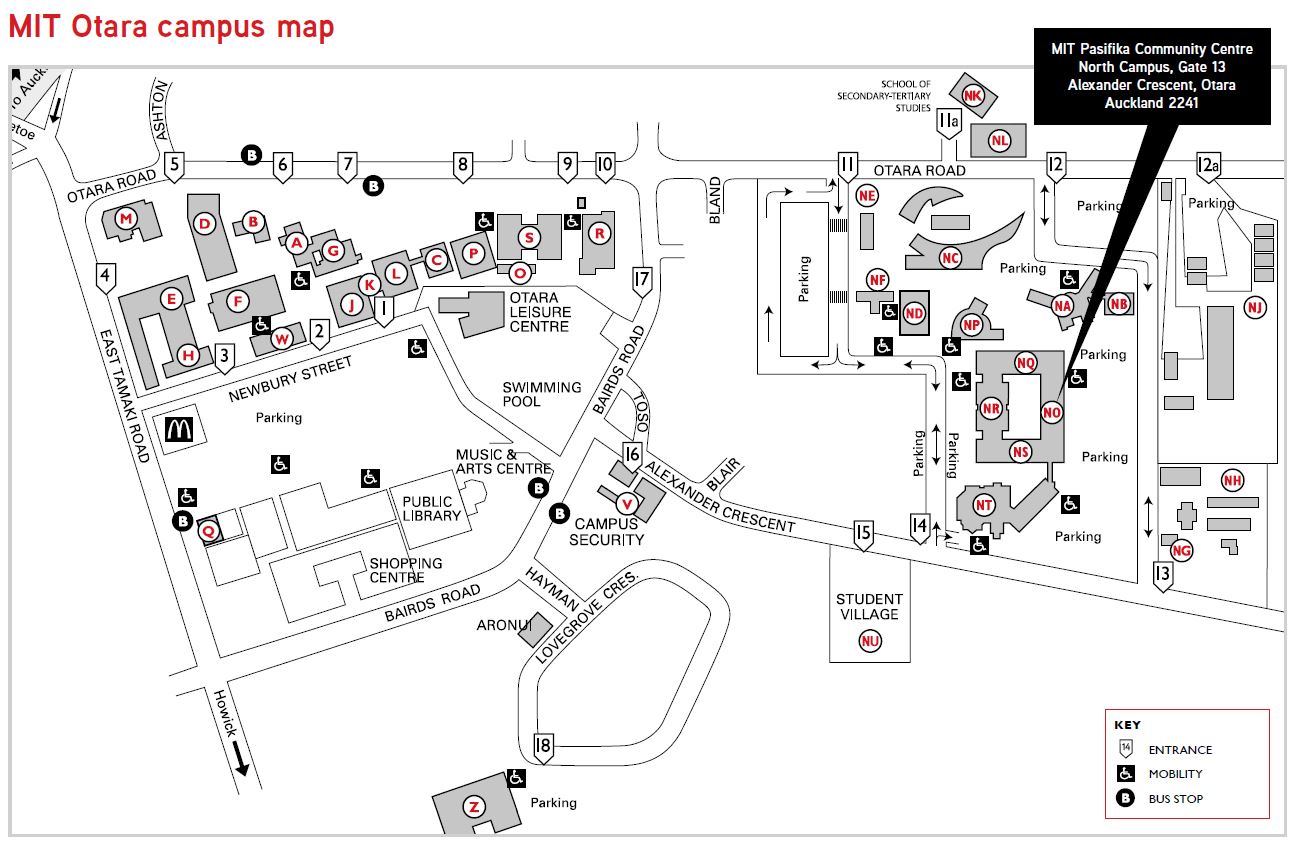 MIT Otara campus map
MIT Pasifika Community Centre
North Campus, Gate 13
Alexander Crescent, Otara
Auckland 2241
SCHOOL OF
SECONDARY-TERTIARY
STUDIES
NK
NL
11a
ASHTON
OTARA ROAD
5
B
6
7
B
8
9
10
11
OTARA ROAD
12
12a
M
D
B
A
G
L
C
P
S
O
R
K
J
1
E
F
H
W
2
3
4
17
BLAND
OTARA
LEISURE
CENTRE
NEWBURY STREET
EAST TAMAKI ROAD
BAIRDS ROAD
SWIMMING
POOL
TOSO
Parking
M
MUSIC &
ARTS CENTRE
PUBLIC
LIBRARY
B
Q
B
B
SHOPPING
CENTRE
BAIRDS ROAD
16
V
CAMPUS
SECURITY
ALEXANDER CRESCENT
BLAIR
HAYMAN
LOVEGROVE CRES.
ARONUI
Howick
18
Z
Parking
Parking
NE
NC
NF
ND
NP
NA
NB
Parking
Parking
Parking
NJ
Parking
NQ
NR
NO
NS
NT
Parking
Parking
Parking
Parking
NH
NG
13
14
15
STUDENT
VILLAGE
NU
KEY
14 ENTRANCE
MOBILITY
B BUS STOP